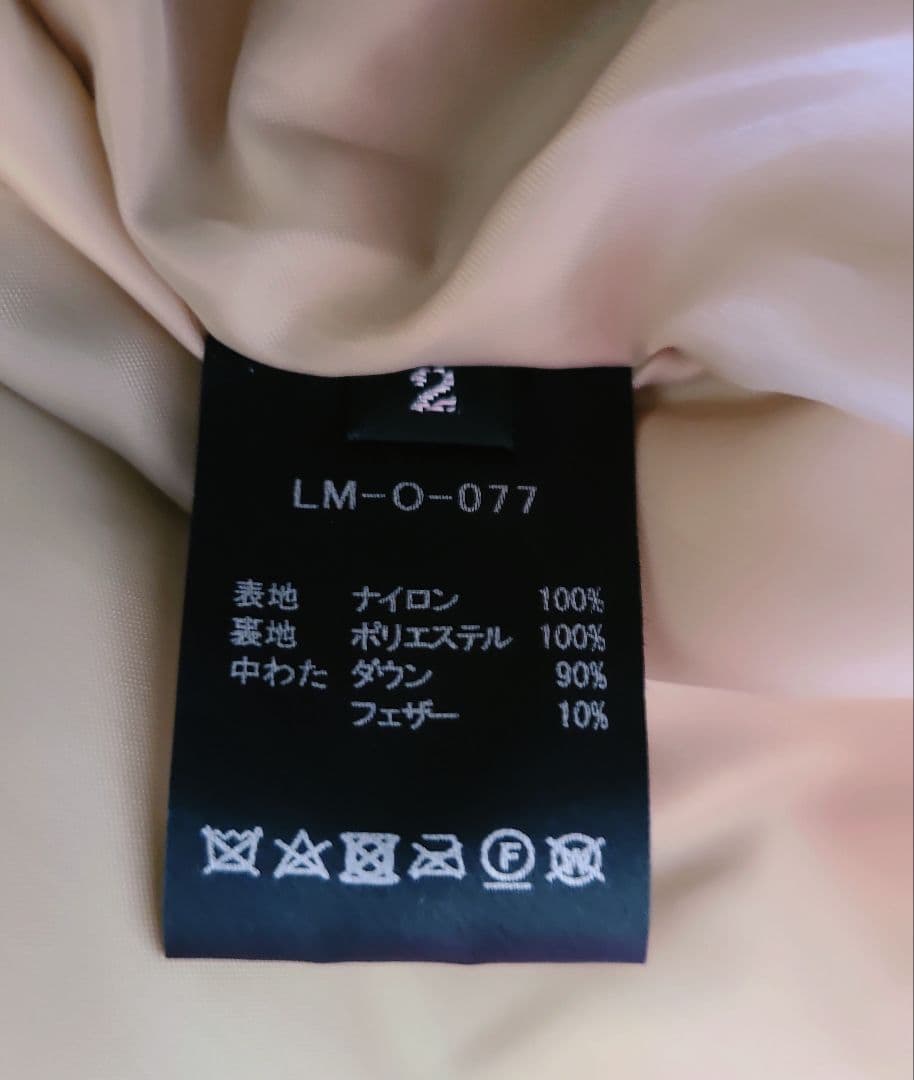 2
LM-O-077
表地 ナイロン 100%
裏地 ポリエステル 100%
中わた ダウン 90%
フェザー 10%
F W